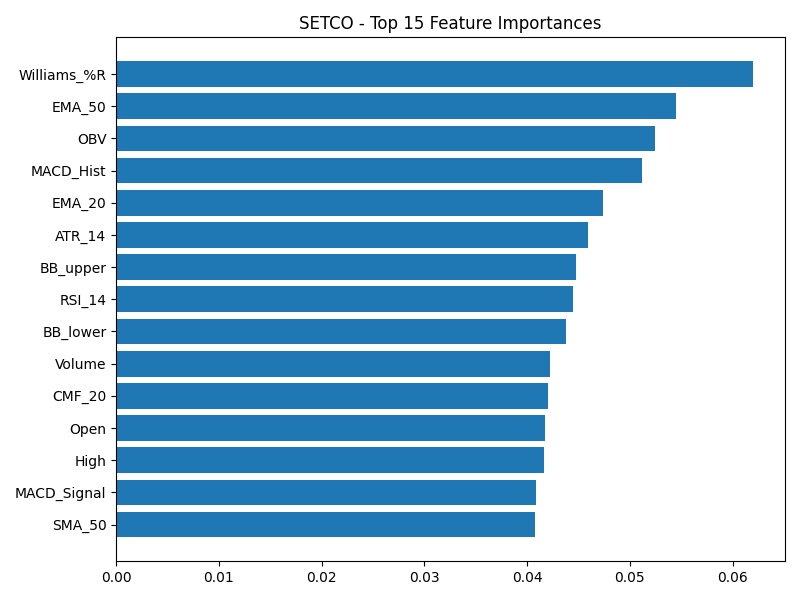 SETCO - Top 15 Feature Importances
Williams_%R
EMA_50
OBV
MACD_Hist
EMA_20
ATR_14
BB_upper
RSI_14
BB_lower
Volume
CMF_20
Open
High
MACD_Signal
SMA_50
0.00 0.01 0.02 0.03 0.04 0.05 0.06